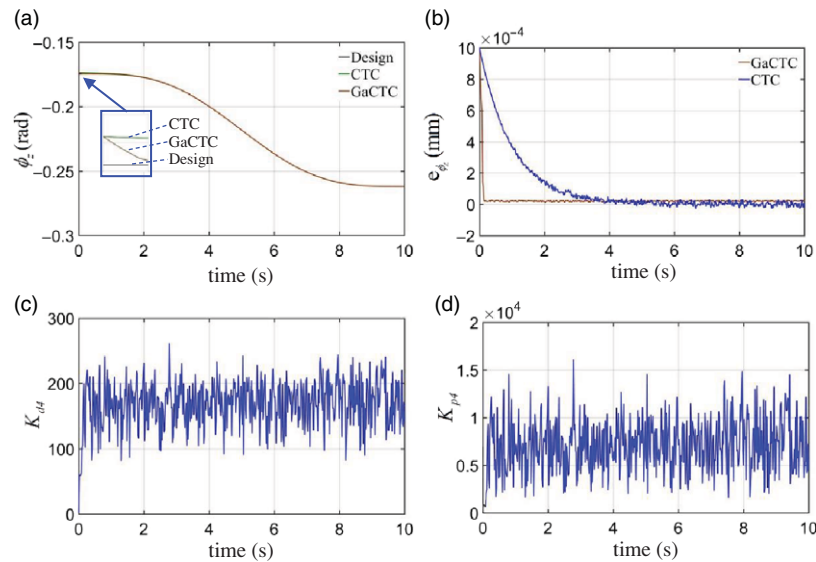 (a)
−0.15
−0.2
−0.25
−0.3
ϕz (rad)
Design
CTC
GaCTC
CTC
GaCTC
Design
0 2 4 6 8 10
time (s)
(b)
×10⁻⁴
10
8
6
4
2
0
−2
eϕz (mm)
GaCTC
CTC
0 2 4 6 8 10
time (s)
(c)
300
200
100
0
Kd4
0 2 4 6 8 10
time (s)
(d)
×10⁴
2
1.5
1
0.5
0
Kp4
0 2 4 6 8 10
time (s)